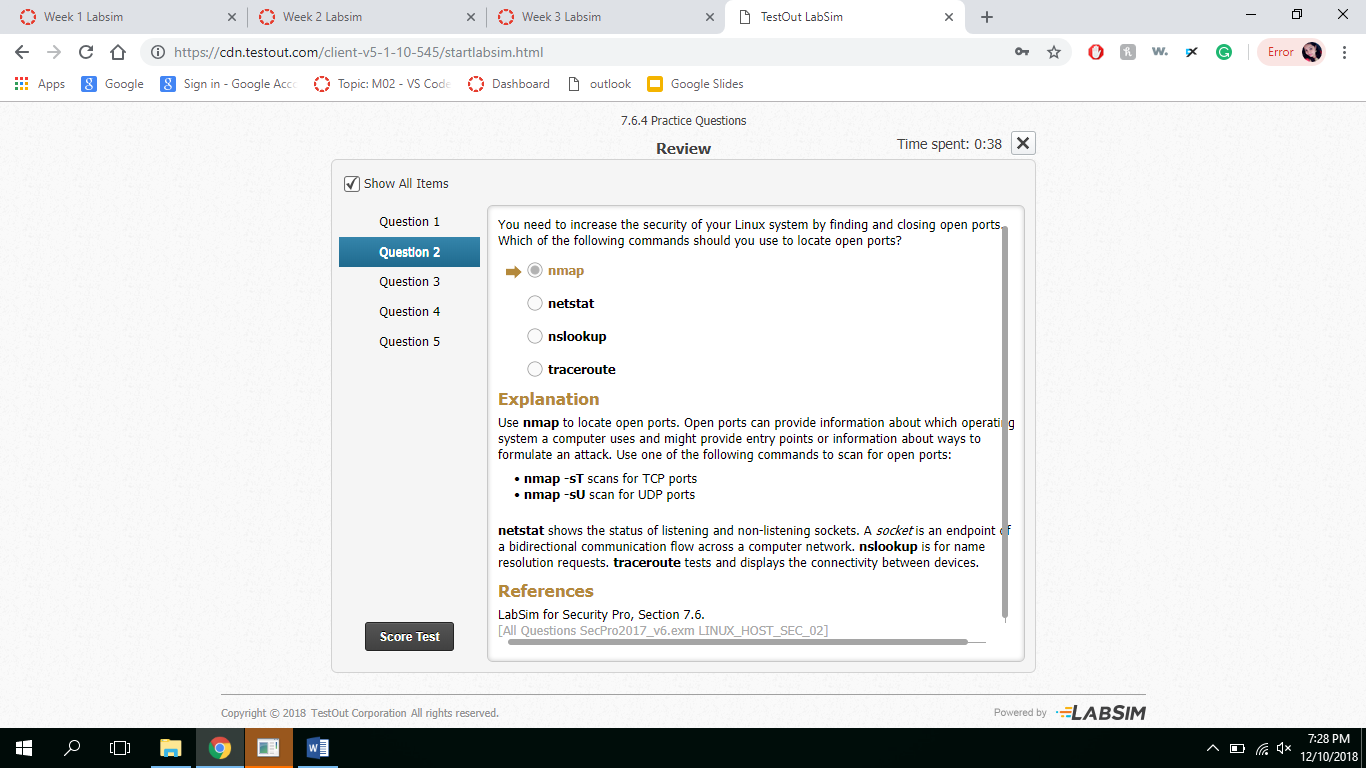 Week 1 Labsim
Week 2 Labsim
Week 3 Labsim
TestOut LabSim
https://cdn.testout.com/client-v5-1-10-545/startlabsim.html
Error
Apps
Google
Sign in - Google Acc
Topic: M02 - VS Code
Dashboard
outlook
Google Slides
7.6.4 Practice Questions
Review
Time spent: 0:38
Show All Items
Question 1
Question 2
Question 3
Question 4
Question 5
Score Test
You need to increase the security of your Linux system by finding and closing open ports.
Which of the following commands should you use to locate open ports?
nmap
netstat
nslookup
traceroute
Explanation
Use nmap to locate open ports. Open ports can provide information about which operating
system a computer uses and might provide entry points or information about ways to
formulate an attack. Use one of the following commands to scan for open ports:
• nmap -sT scans for TCP ports
• nmap -sU scan for UDP ports
netstat shows the status of listening and non-listening sockets. A socket is an endpoint of
a bidirectional communication flow across a computer network. nslookup is for name
resolution requests. traceroute tests and displays the connectivity between devices.
References
LabSim for Security Pro, Section 7.6.
[All Questions SecPro2017_v6.exm LINUX_HOST_SEC_02]
Copyright © 2018 TestOut Corporation All rights reserved.
Powered by LABSIM
7:28 PM
12/10/2018